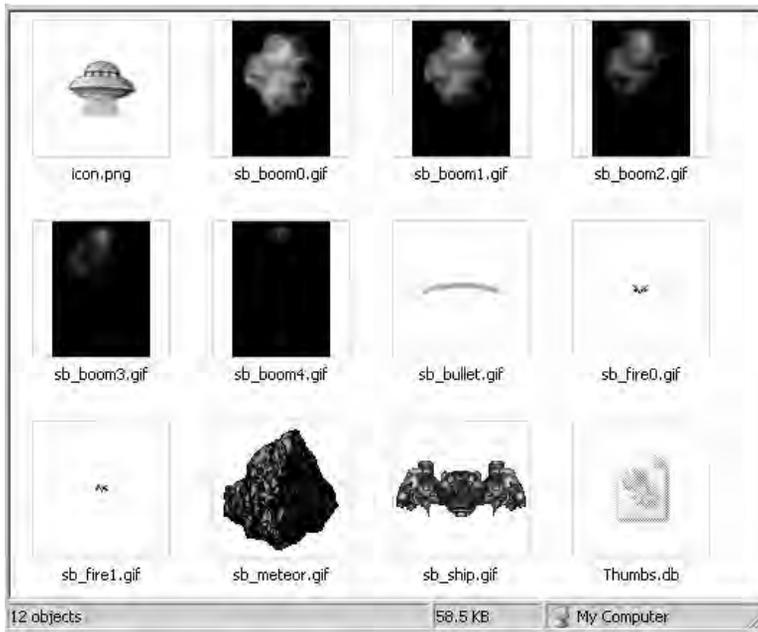 icon.png sb_boom0.gif sb_boom1.gif sb_boom2.gif
sb_boom3.gif sb_boom4.gif sb_bullet.gif sb_fire0.gif
sb_fire1.gif sb_meteor.gif sb_ship.gif Thumbs.db
12 objects 58.5 KB My Computer